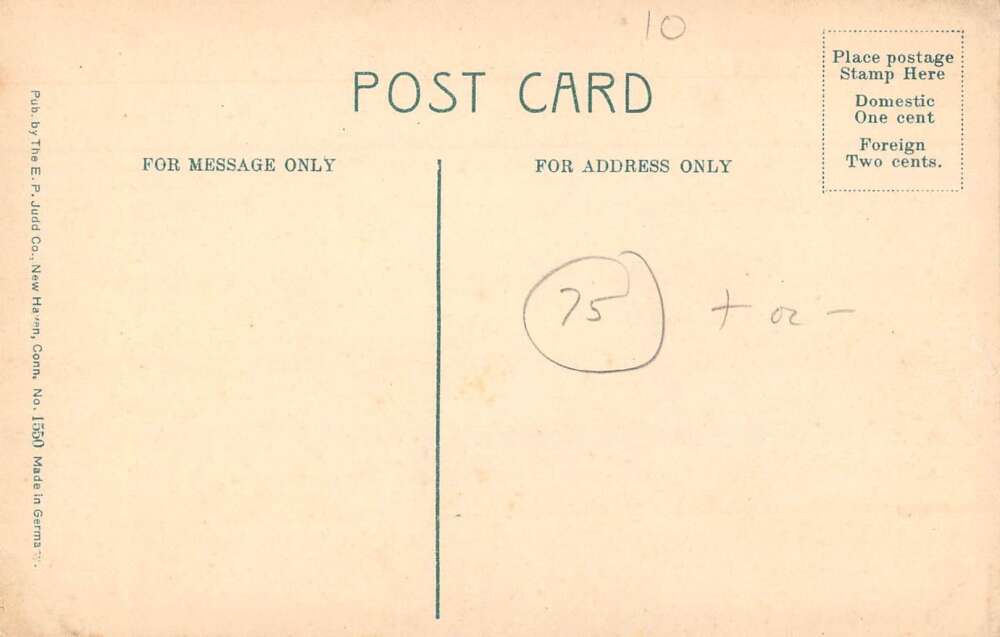 10
POST CARD
Place postage
Stamp Here
Domestic
One cent
Foreign
Two cents.
FOR MESSAGE ONLY
FOR ADDRESS ONLY
75 + or -
Pub. by The E. P. Judd Co., New Haven, Conn. No. 1550 Made in Germany.